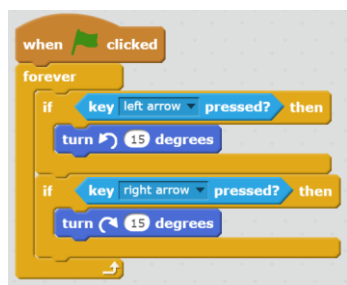 when clicked
forever
if key left arrow pressed? then
turn 15 degrees
if key right arrow pressed? then
turn 15 degrees